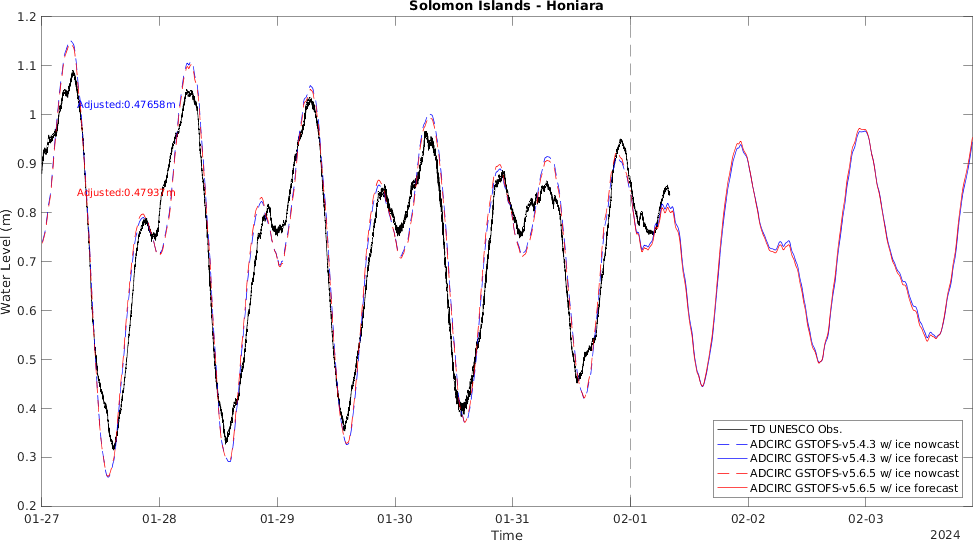 Solomon Islands - Honiara
Water Level (m)
1.2
1.1
1
0.9
0.8
0.7
0.6
0.5
0.4
0.3
0.2
Adjusted:0.47658m
Adjusted:0.47937m
TD UNESCO Obs.
ADCIRC GSTOFS-v5.4.3 w/ ice nowcast
ADCIRC GSTOFS-v5.4.3 w/ ice forecast
ADCIRC GSTOFS-v5.6.5 w/ ice nowcast
ADCIRC GSTOFS-v5.6.5 w/ ice forecast
01-27 01-28 01-29 01-30 01-31 02-01 02-02 02-03
Time
2024